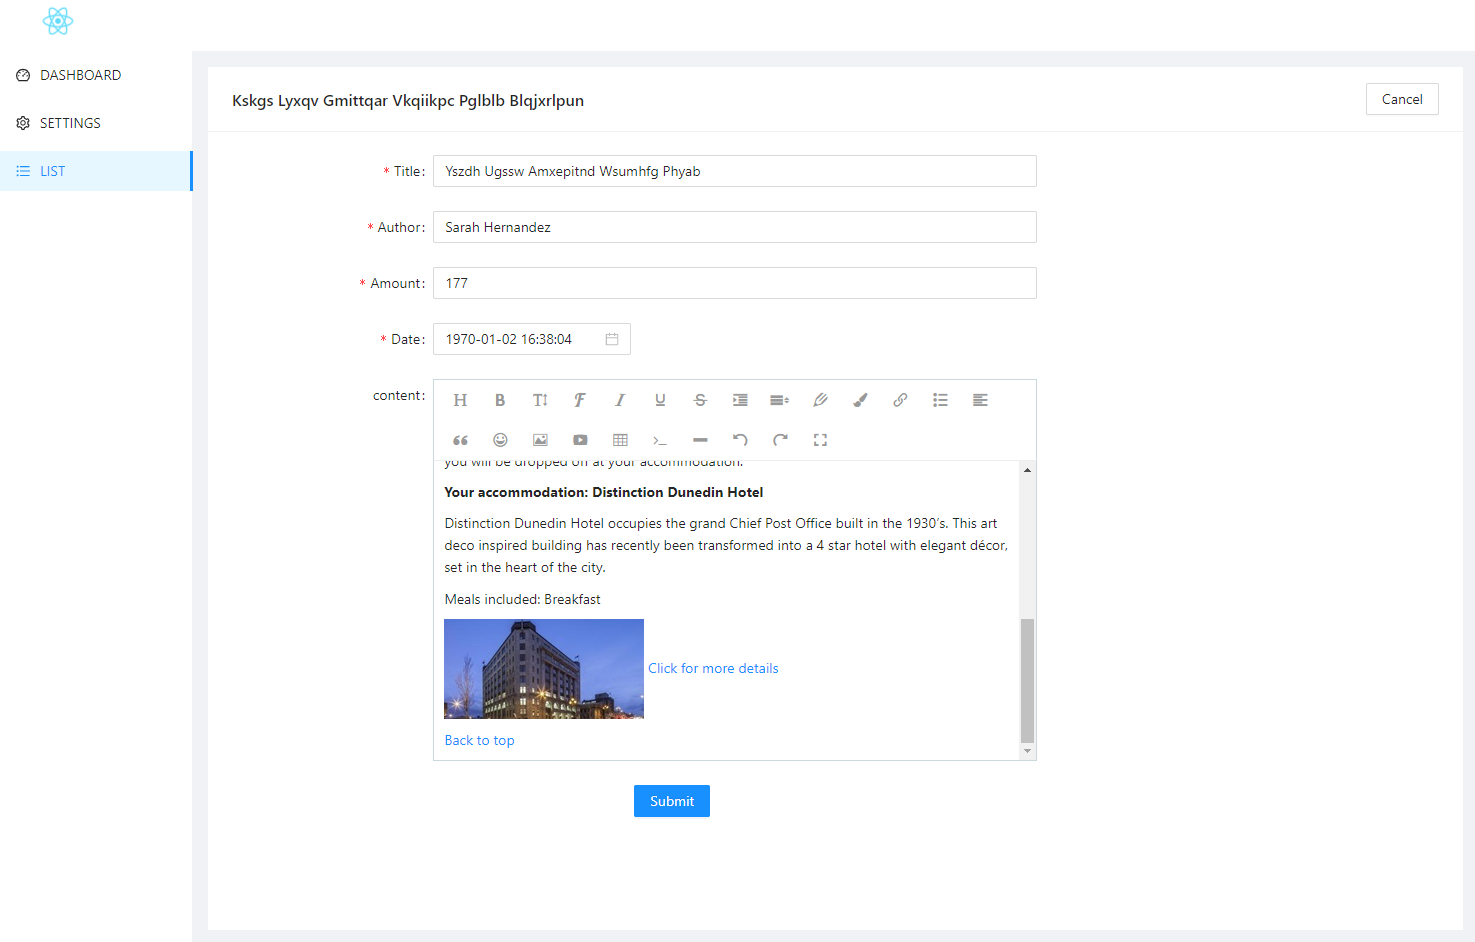 DASHBOARD
SETTINGS
LIST
Kskgs Lyxqv Gmittqar Vkqiikpc Pglblb Blqjxrlpun
Cancel
* Title: Yszdh Ugssw Amxepitnd Wsumhfg Phyab
* Author: Sarah Hernandez
* Amount: 177
* Date: 1970-01-02 16:38:04
content:
you will be dropped off at your accommodation.
Your accommodation: Distinction Dunedin Hotel
Distinction Dunedin Hotel occupies the grand Chief Post Office built in the 1930's. This art
deco inspired building has recently been transformed into a 4 star hotel with elegant décor,
set in the heart of the city.
Meals included: Breakfast
Click for more details
Back to top
Submit